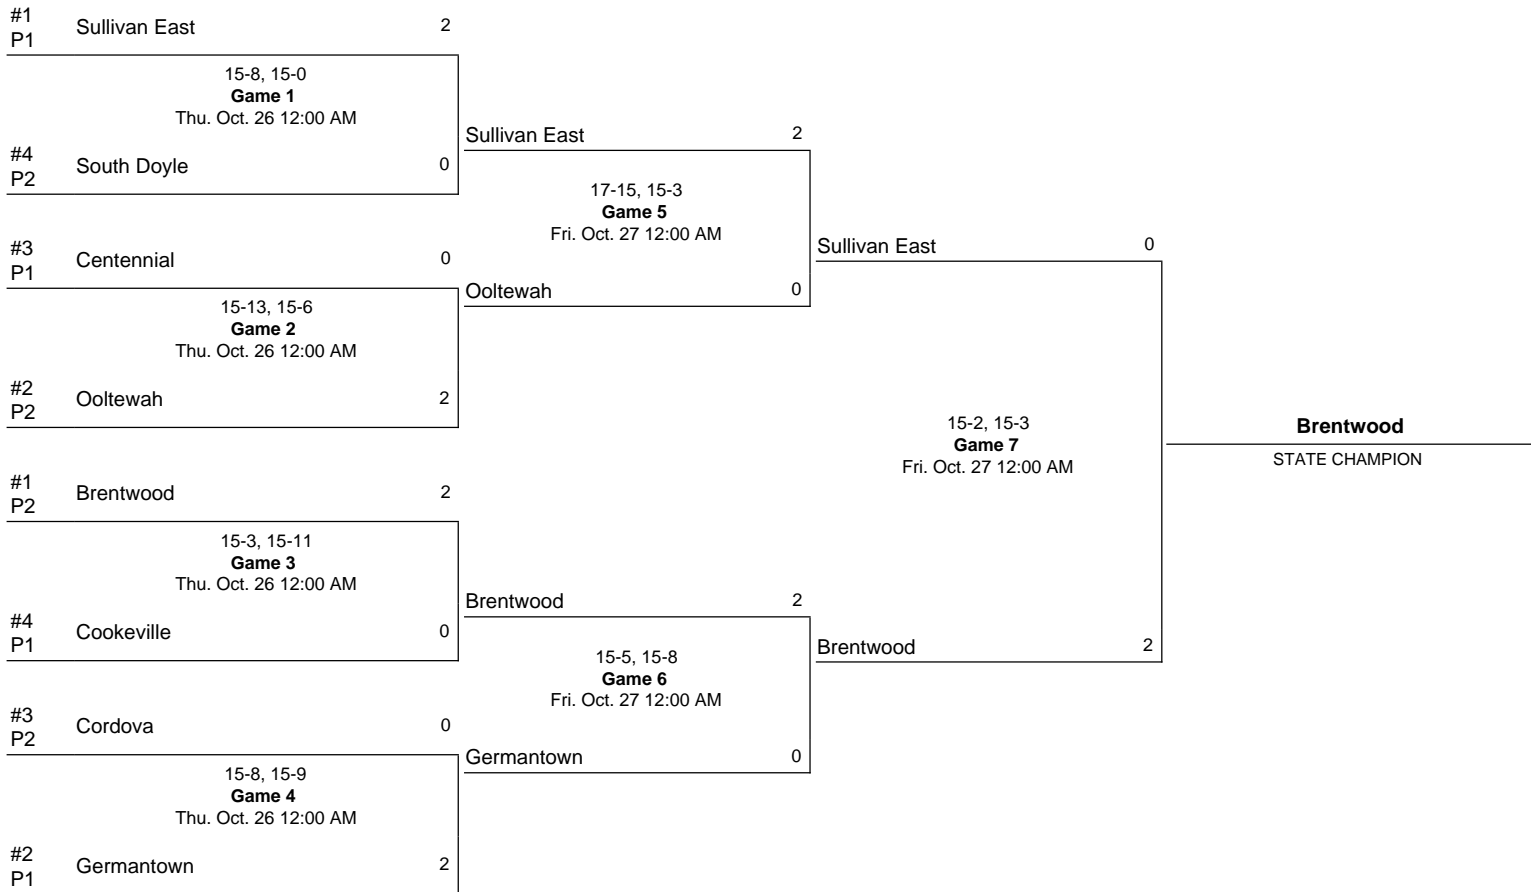 #1
P1
Sullivan East 2
15-8, 15-0
Game 1
Thu. Oct. 26 12:00 AM
#4
P2
South Doyle 0
#3
P1
Centennial 0
15-13, 15-6
Game 2
Thu. Oct. 26 12:00 AM
#2
P2
Ooltewah 2
#1
P2
Brentwood 2
15-3, 15-11
Game 3
Thu. Oct. 26 12:00 AM
#4
P1
Cookeville 0
#3
P2
Cordova 0
15-8, 15-9
Game 4
Thu. Oct. 26 12:00 AM
#2
P1
Germantown 2
Sullivan East 2
17-15, 15-3
Game 5
Fri. Oct. 27 12:00 AM
Ooltewah 0
Brentwood 2
15-5, 15-8
Game 6
Fri. Oct. 27 12:00 AM
Germantown 0
Sullivan East 0
15-2, 15-3
Game 7
Fri. Oct. 27 12:00 AM
Brentwood 2
Brentwood
STATE CHAMPION